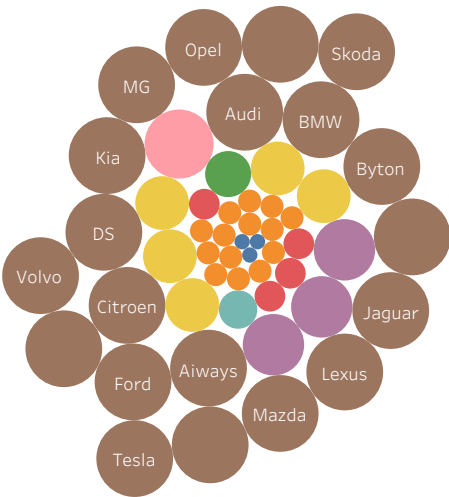 Opel
Skoda
MG
Audi
BMW
Kia
Byton
DS
Volvo
Citroen
Jaguar
Aiways
Lexus
Ford
Mazda
Tesla